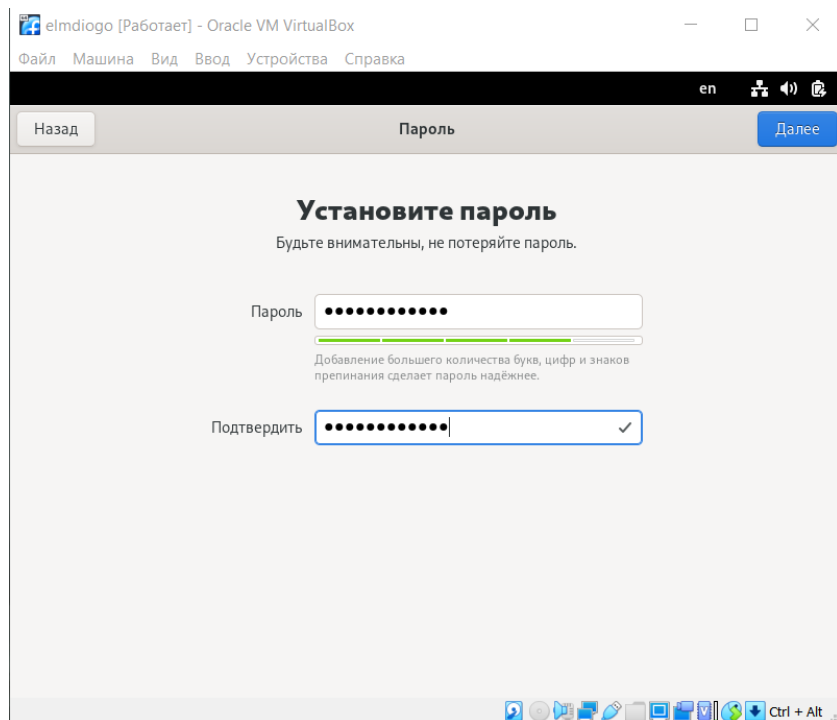 elmdiogo [Работает] - Oracle VM VirtualBox
Файл Машина Вид Ввод Устройства Справка
en
Назад Пароль Далее
Установите пароль
Будьте внимательны, не потеряйте пароль.
Пароль ●●●●●●●●●●●●
Добавление большего количества букв, цифр и знаков
препинания сделает пароль надёжнее.
Подтвердить ●●●●●●●●●●●●
Ctrl + Alt